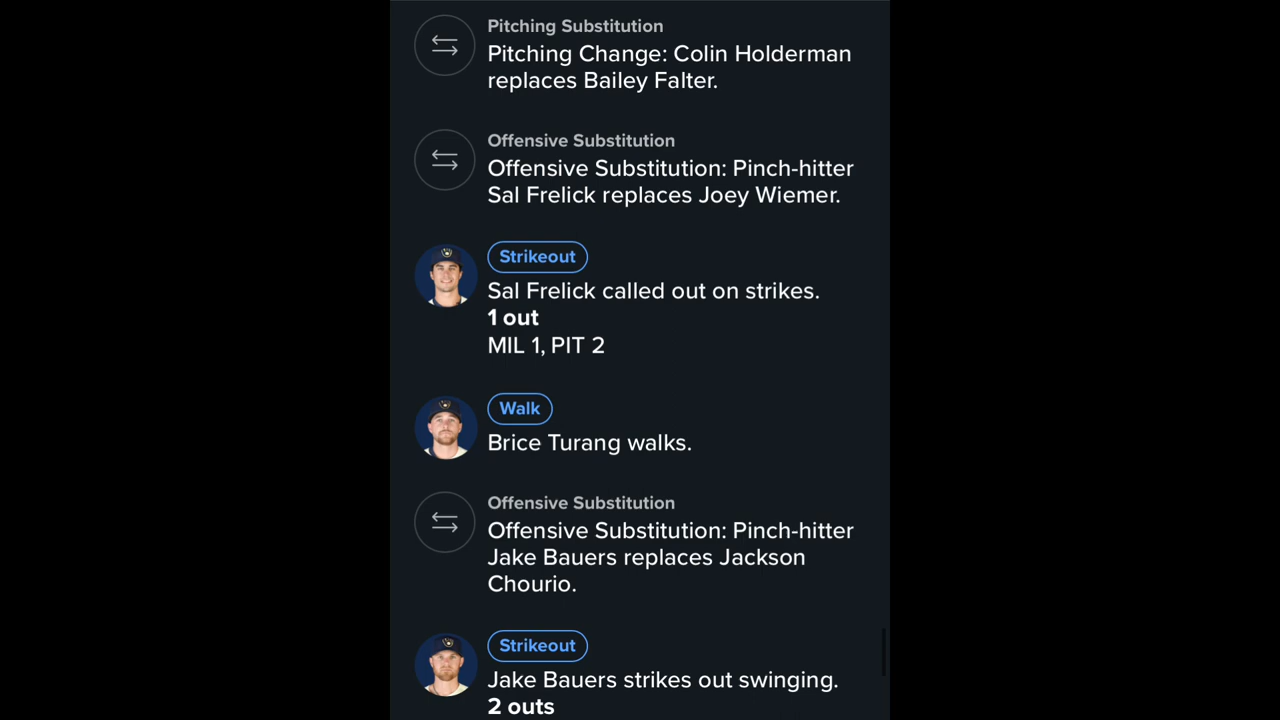 Pitching Substitution
Pitching Change: Colin Holderman
replaces Bailey Falter.
Offensive Substitution
Offensive Substitution: Pinch-hitter
Sal Frelick replaces Joey Wiemer.
Strikeout
Sal Frelick called out on strikes.
1 out
MIL 1, PIT 2
Walk
Brice Turang walks.
Offensive Substitution
Offensive Substitution: Pinch-hitter
Jake Bauers replaces Jackson
Chourio.
Strikeout
Jake Bauers strikes out swinging.
2 outs